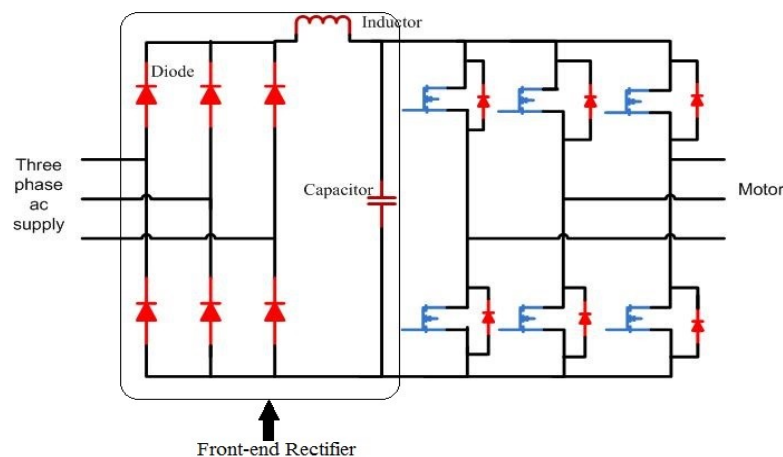 Inductor
Diode
Three
phase
ac
supply
Capacitor
Motor
Front-end Rectifier